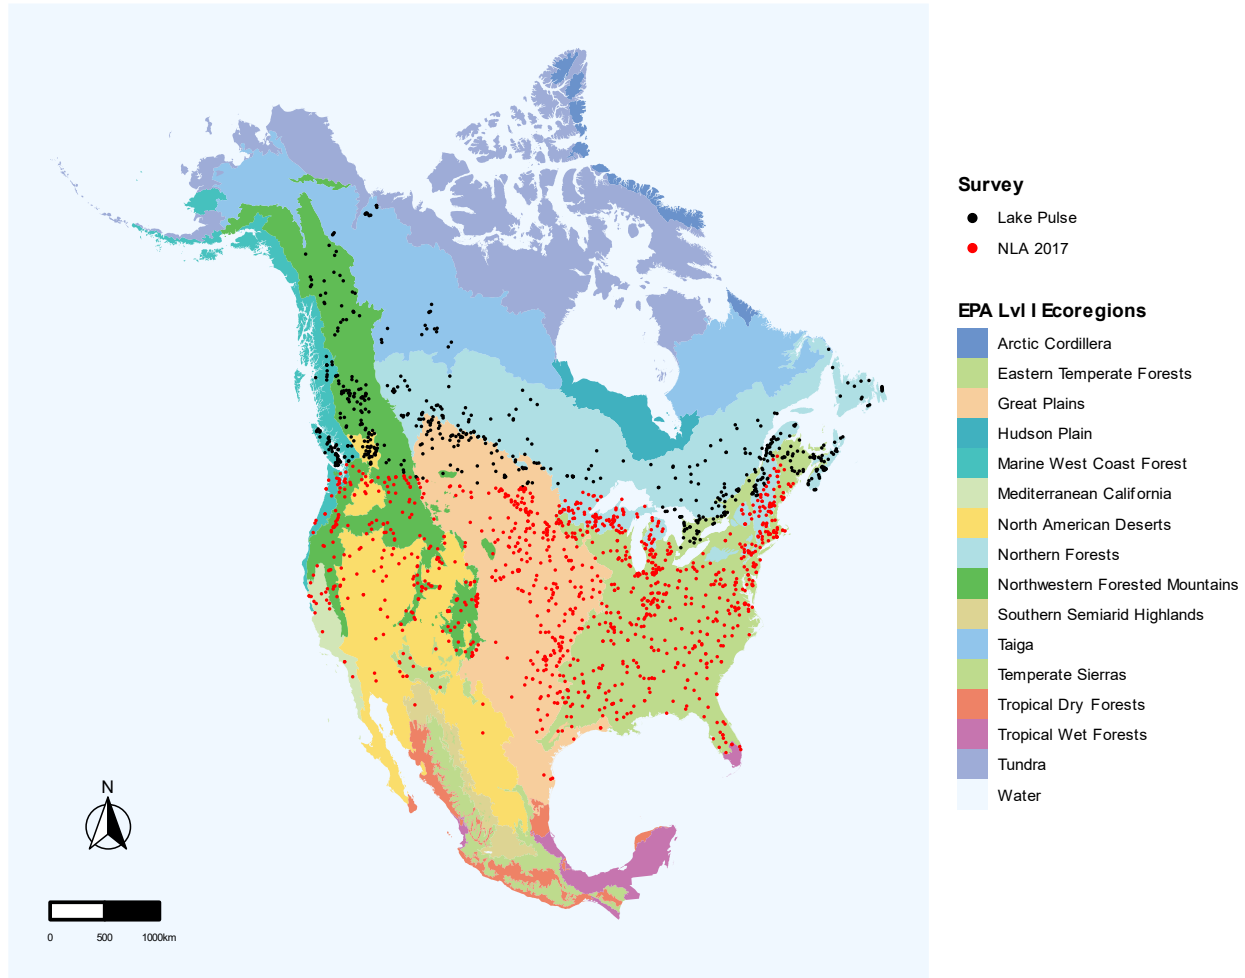 Survey
Lake Pulse
NLA 2017
EPA Lvl I Ecoregions
Arctic Cordillera
Eastern Temperate Forests
Great Plains
Hudson Plain
Marine West Coast Forest
Mediterranean California
North American Deserts
Northern Forests
Northwestern Forested Mountains
Southern Semiarid Highlands
Taiga
Temperate Sierras
Tropical Dry Forests
Tropical Wet Forests
Tundra
Water
N
0 500 1000km